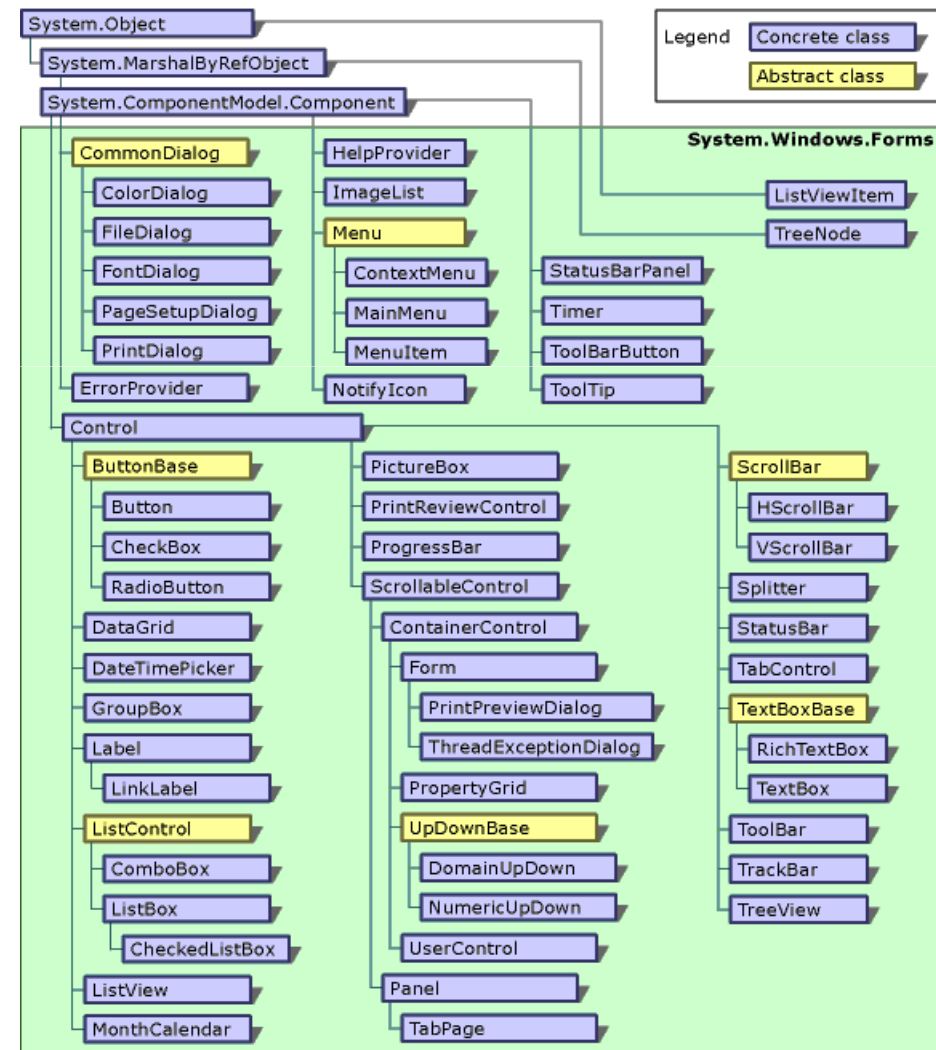 System.Object
Legend
Concrete class
Abstract class
System.MarshalByRefObject
System.ComponentModel.Component
System.Windows.Forms
CommonDialog
ColorDialog
FileDialog
FontDialog
PageSetupDialog
PrintDialog
ErrorProvider
HelpProvider
ImageList
Menu
ContextMenu
MainMenu
MenuItem
NotifyIcon
StatusBarPanel
Timer
ToolBarButton
ToolTip
ListViewItem
TreeNode
Control
ButtonBase
Button
CheckBox
RadioButton
DataGrid
DateTimePicker
GroupBox
Label
LinkLabel
ListControl
ComboBox
ListBox
CheckedListBox
ListView
MonthCalendar
PictureBox
PrintReviewControl
ProgressBar
ScrollableControl
ContainerControl
Form
PrintPreviewDialog
ThreadExceptionDialog
PropertyGrid
UpDownBase
DomainUpDown
NumericUpDown
UserControl
Panel
TabPage
ScrollBar
HScrollBar
VScrollBar
Splitter
StatusBar
TabControl
TextBoxBase
RichTextBox
TextBox
ToolBar
TrackBar
TreeView